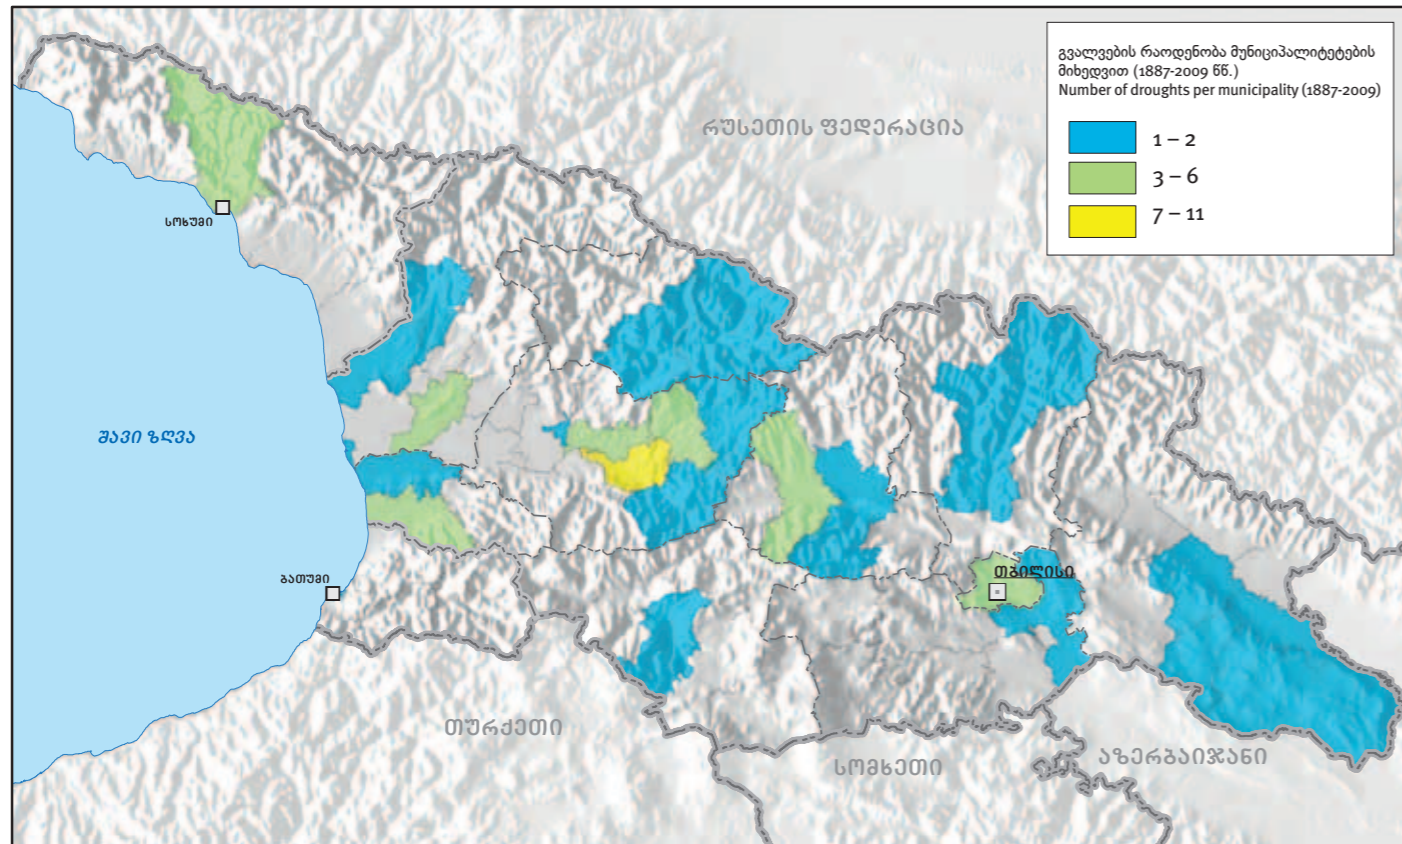 გვალვების რაოდენობა მუნიციპალიტეტების
მიხედვით (1887-2009 წწ.)
Number of droughts per municipality (1887-2009)
1 – 2
3 – 6
7 – 11
რუსეთის ფედერაცია
სოხუმი
შავი ზღვა
ბათუმი
თბილისი
თურქეთი
სომხეთი
აზერბაიჯანი